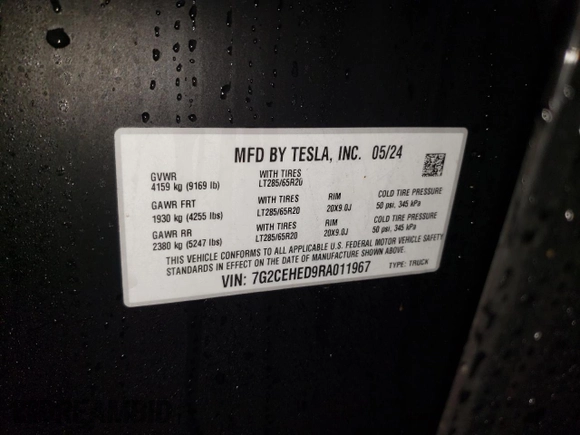 MFD BY TESLA, INC. 05/24
GVWR WITH TIRES
4159 kg (9169 lb) LT285/65R20
GAWR FRT WITH TIRES RIM COLD TIRE PRESSURE
1930 kg (4255 lbs) LT285/65R20 20X9.0J 50 psi, 345 kPa
GAWR RR WITH TIRES RIM COLD TIRE PRESSURE
2380 kg (5247 lbs) LT285/65R20 20X9.0J 50 psi, 345 kPa
THIS VEHICLE CONFORMS TO ALL APPLICABLE U.S. FEDERAL MOTOR VEHICLE SAFETY
STANDARDS IN EFFECT ON THE DATE OF MANUFACTURE SHOWN ABOVE.
VIN: 7G2CEHED9RA011967 TYPE: TRUCK